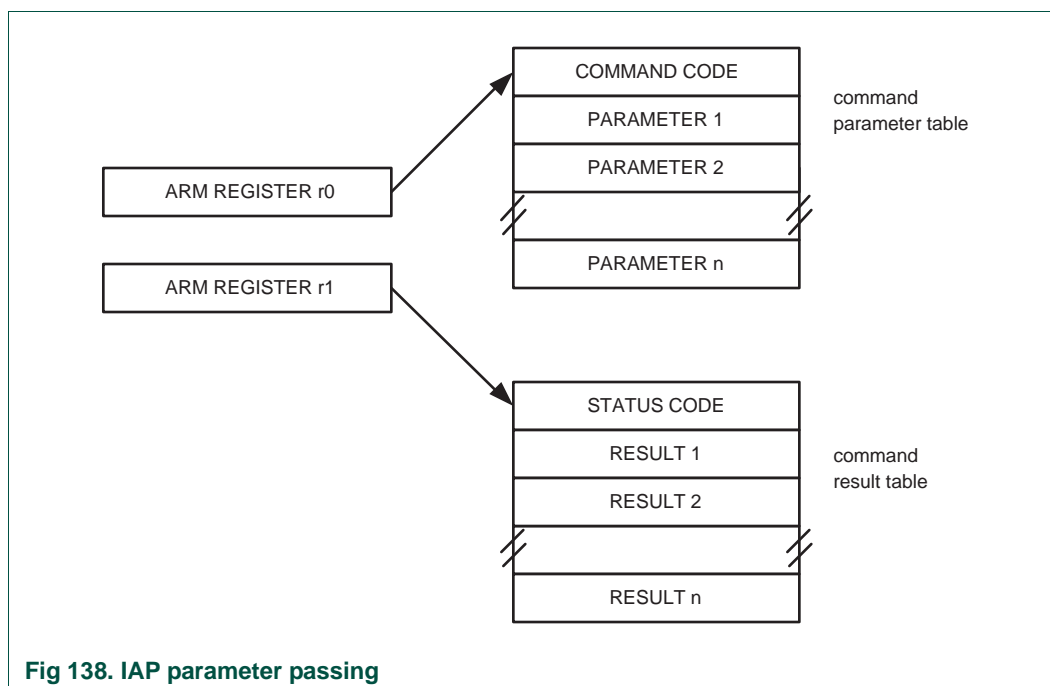 COMMAND CODE
PARAMETER 1
PARAMETER 2
PARAMETER n
command
parameter table
ARM REGISTER r0
ARM REGISTER r1
STATUS CODE
RESULT 1
RESULT 2
RESULT n
command
result table
Fig 138. IAP parameter passing